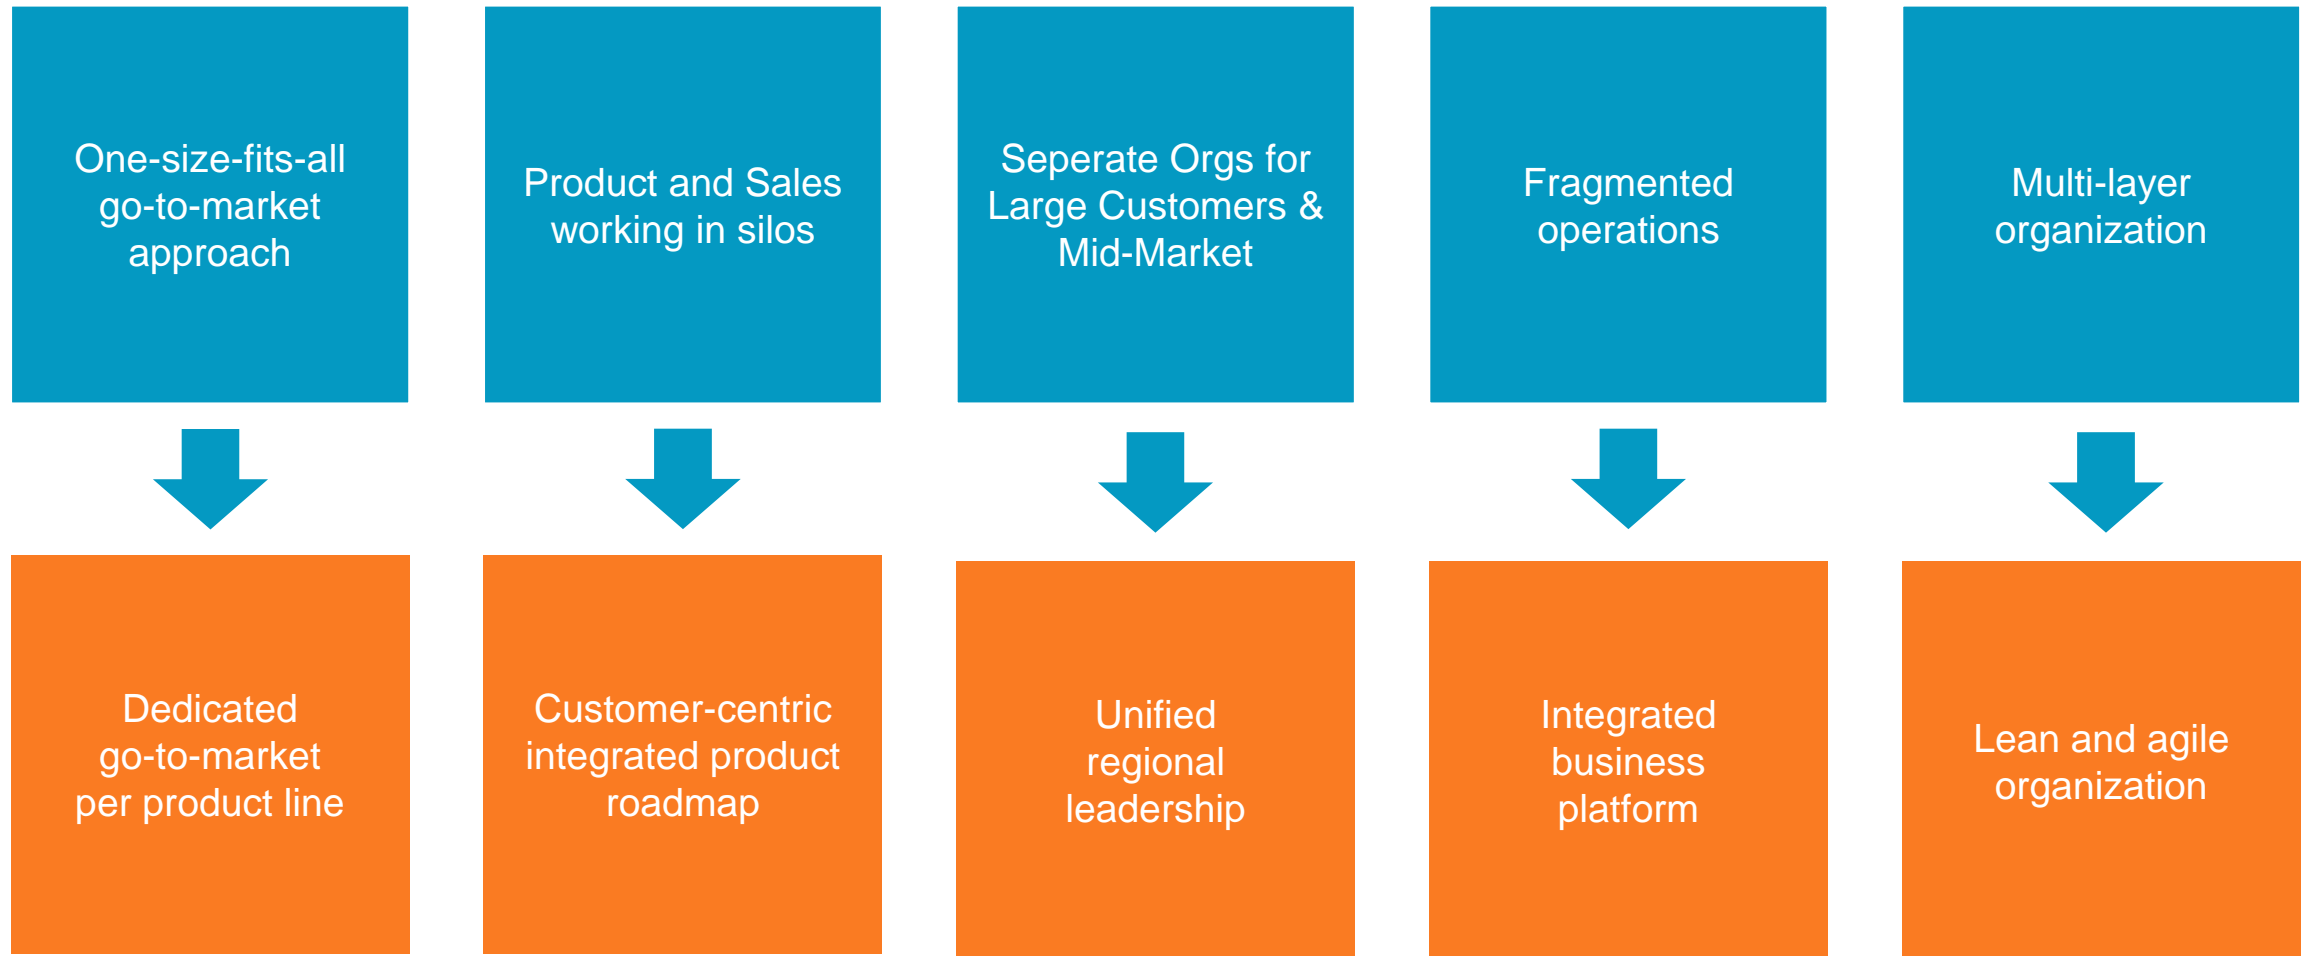 One-size-fits-all
go-to-market
approach
Product and Sales
working in silos
Seperate Orgs for
Large Customers &
Mid-Market
Fragmented
operations
Multi-layer
organization
Dedicated
go-to-market
per product line
Customer-centric
integrated product
roadmap
Unified
regional
leadership
Integrated
business
platform
Lean and agile
organization